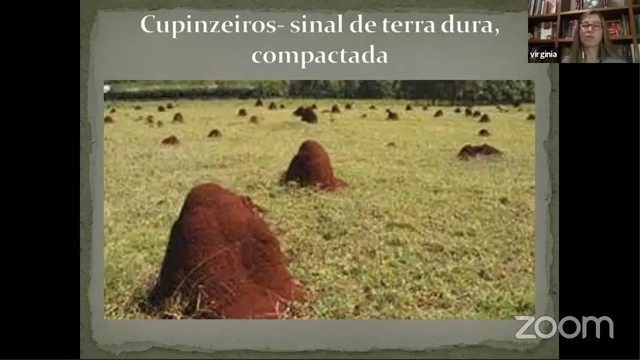 Cupinzeiros- sinal de terra dura,
compactada
virginia
zoom